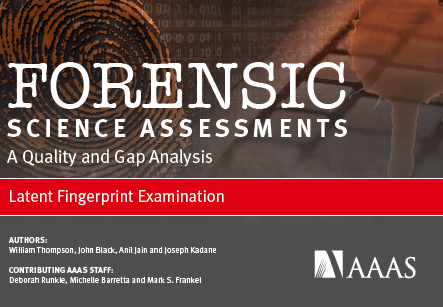 FORENSIC
SCIENCE ASSESSMENTS
A Quality and Gap Analysis
Latent Fingerprint Examination
AUTHORS:
William Thompson, John Black, Anil Jain and Joseph Kadane
CONTRIBUTING AAAS STAFF:
Deborah Runkle, Michelle Barretta and Mark S. Frankel
AAAS